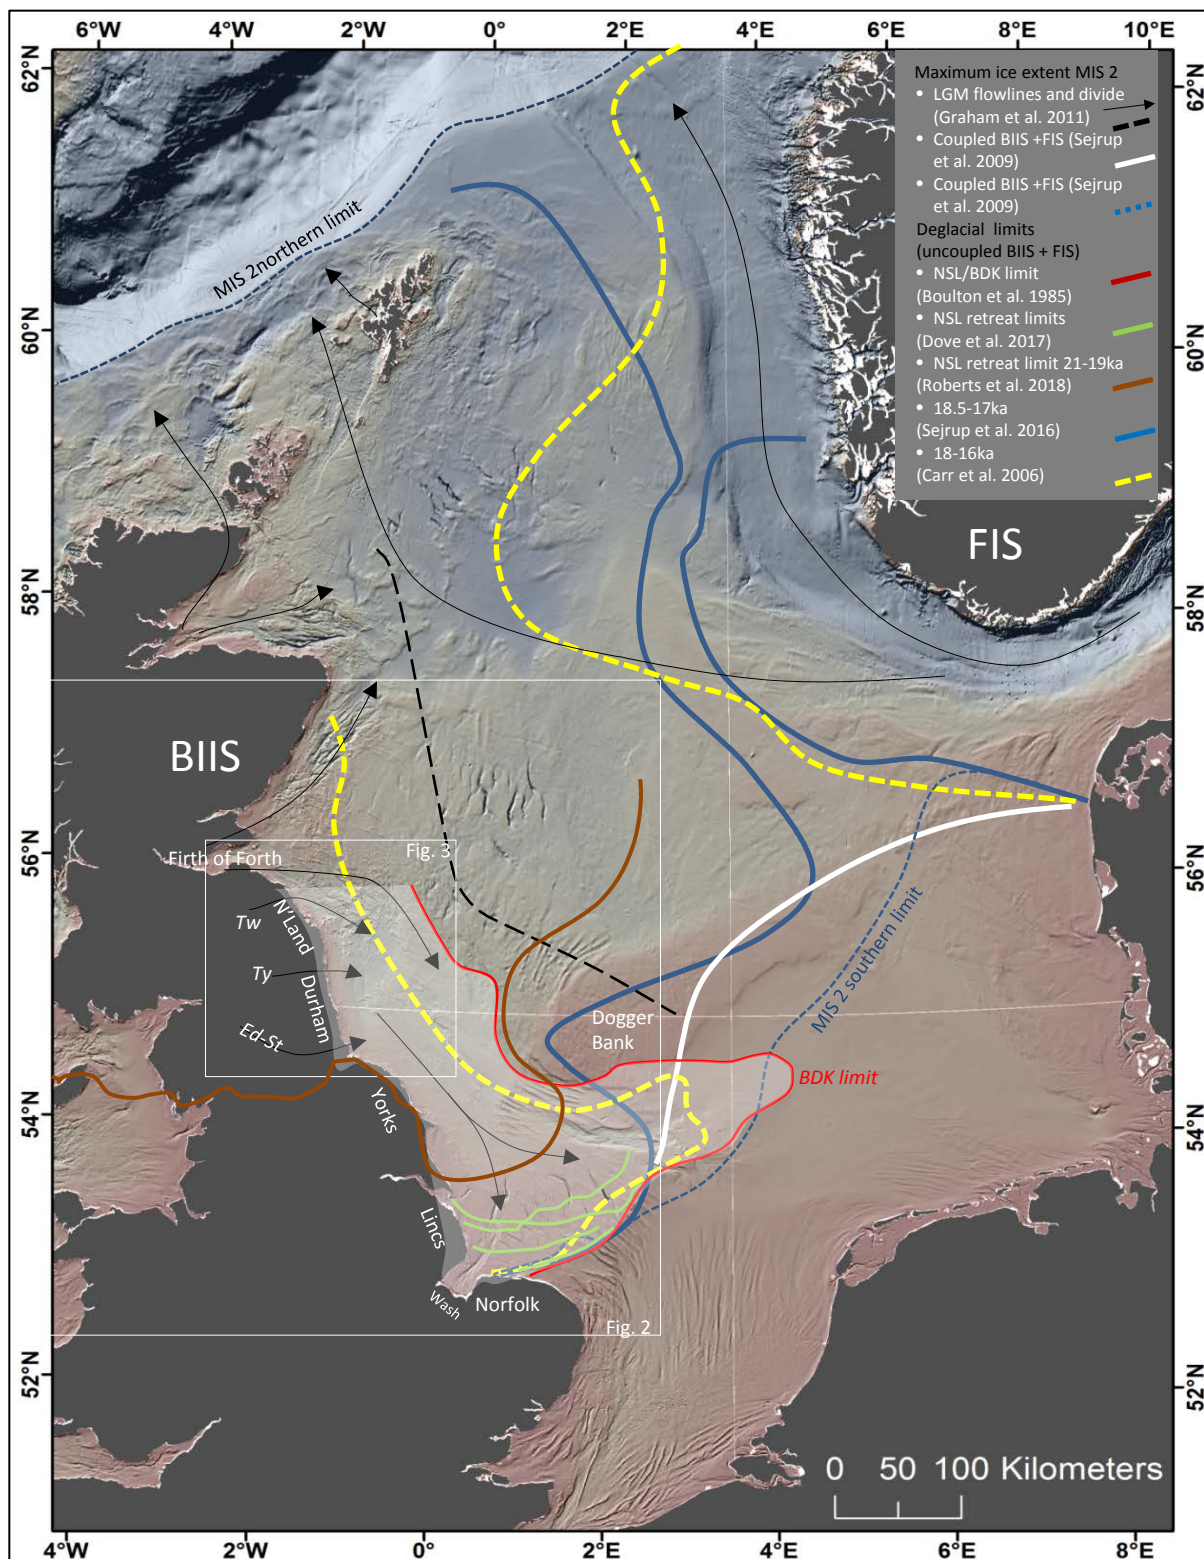 6°W 4°W 2°W 0° 2°E 4°E 6°E 8°E 10°E
62°N
62°N
Maximum ice extent MIS 2
• LGM flowlines and divide
(Graham et al. 2011)
• Coupled BIIS +FIS (Sejrup
et al. 2009)
• Coupled BIIS +FIS (Sejrup
et al. 2009)
Deglacial limits
(uncoupled BIIS + FIS)
• NSL/BDK limit
(Boulton et al. 1985)
• NSL retreat limits
(Dove et al. 2017)
• NSL retreat limit 21-19ka
(Roberts et al. 2018)
• 18.5-17ka
(Sejrup et al. 2016)
• 18-16ka
(Carr et al. 2006)
MIS 2northern limit
60°N
60°N
FIS
58°N
58°N
BIIS
56°N
56°N
Fig. 3
Firth of Forth
Tw
N'Land
Ty
Durham
Ed-St
Yorks
Dogger
Bank
MIS 2 southern limit
BDK limit
54°N
54°N
Lincs
Wash
Norfolk
Fig. 2
52°N
52°N
0 50 100 Kilometers
4°W 2°W 0 2°E 4°E 6°E 8°E